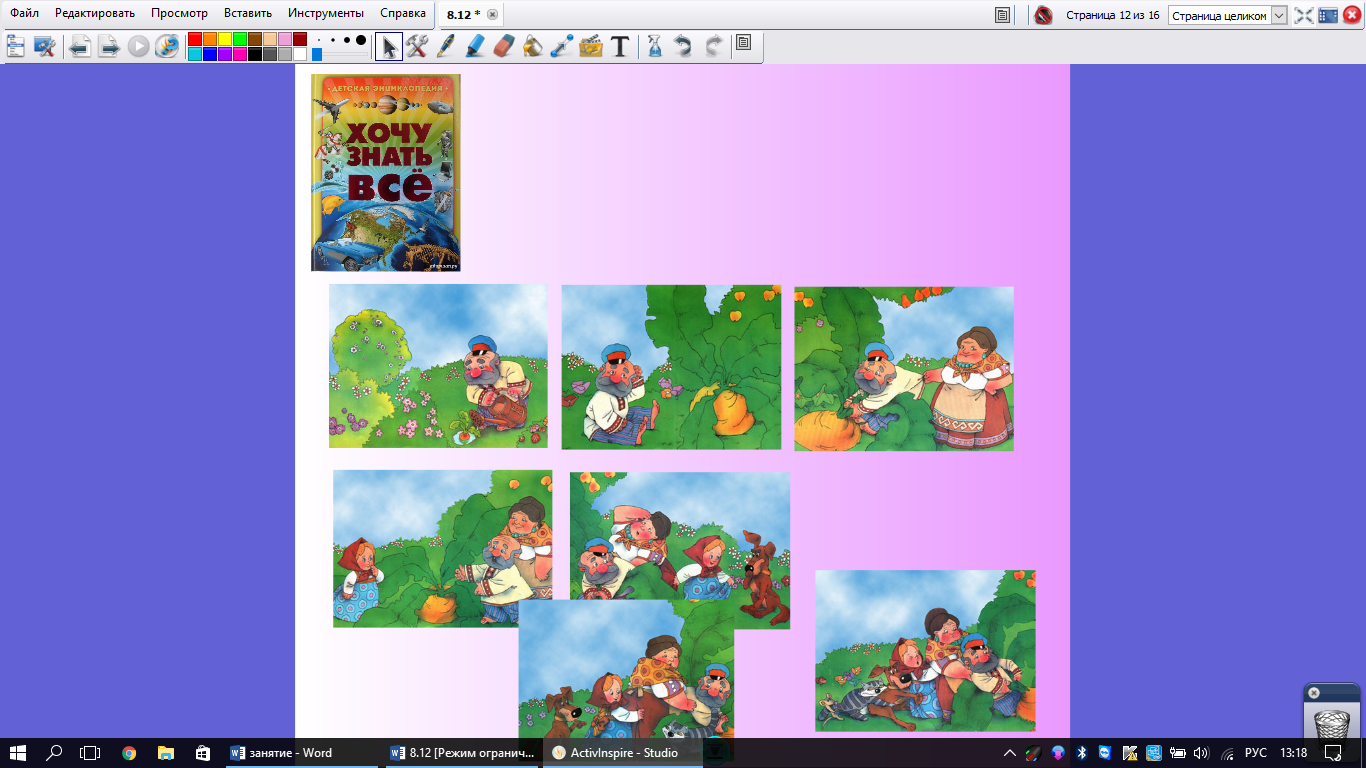 Файл Редактировать Просмотр Вставить Инструменты Справка 8.12 * Страница 12 из 16 Страница целиком
• ДЕТСКАЯ ЭНЦИКЛОПЕДИЯ •
ХОЧУ
ЗНАТЬ
ВСЁ
занятие - Word 8.12 [Режим огранич... ActivInspire - Studio РУС 13:18